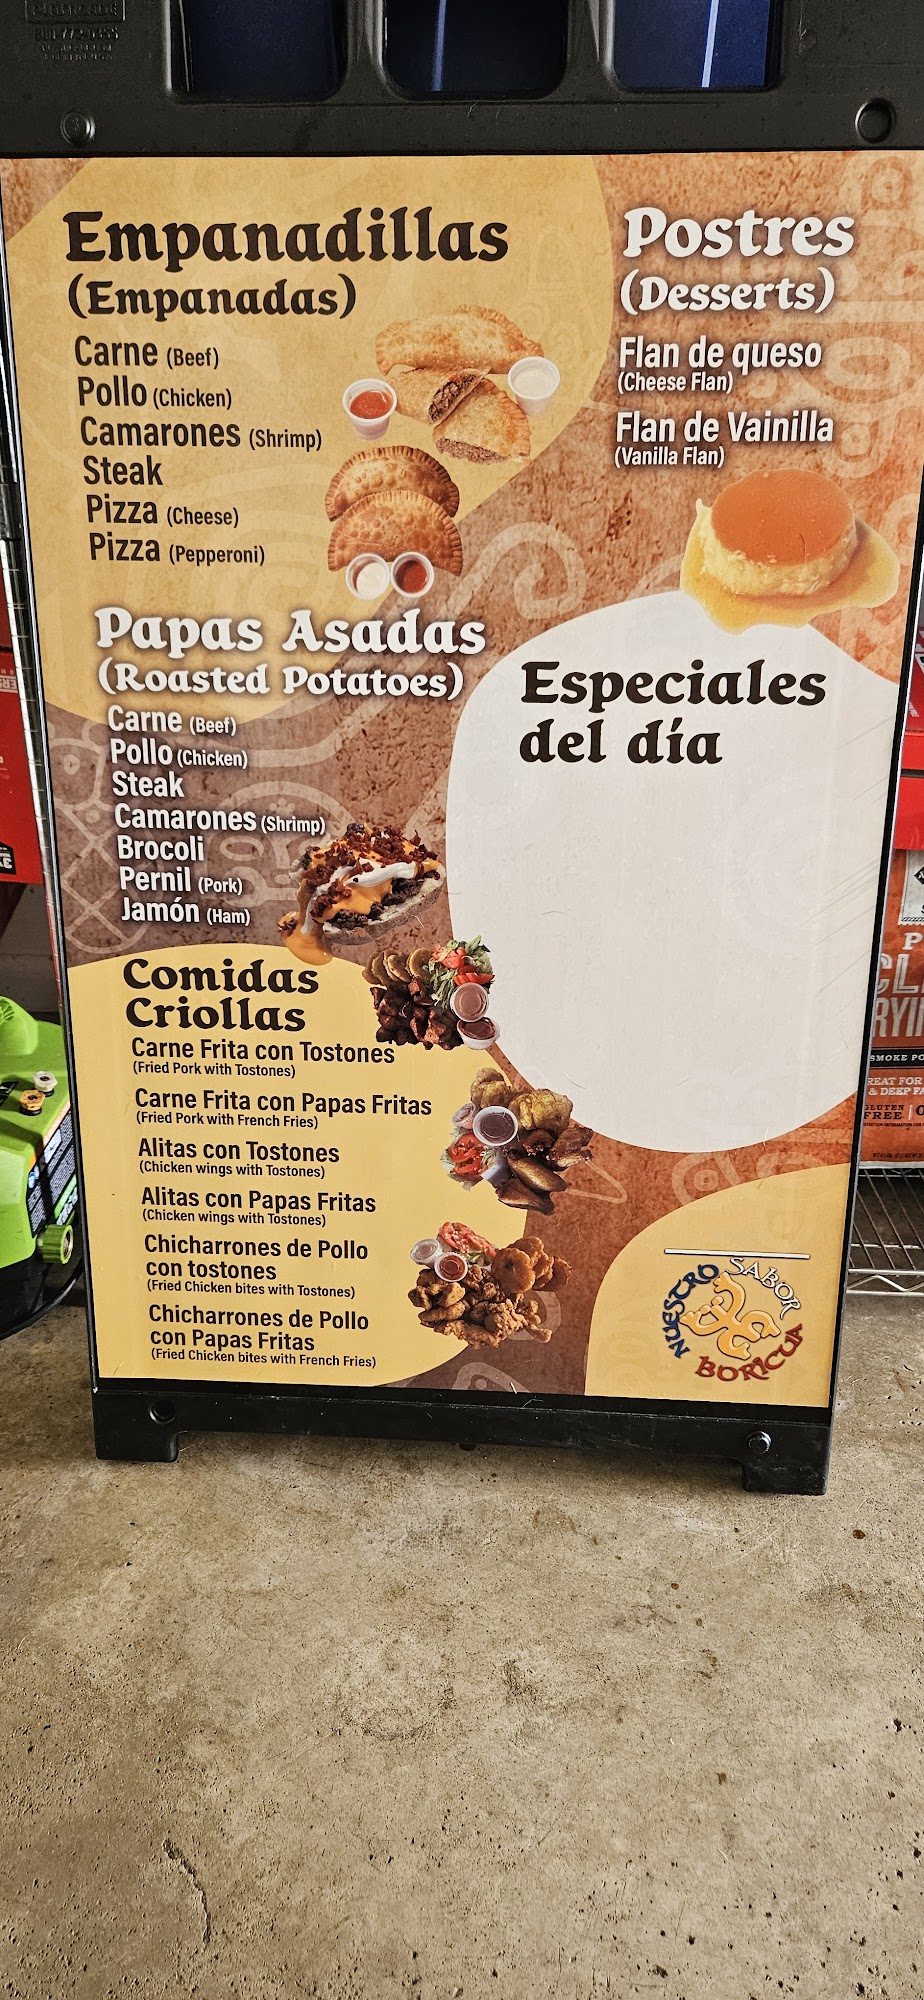 Empanadillas
(Empanadas)
Carne (Beef)
Pollo (Chicken)
Camarones (Shrimp)
Steak
Pizza (Cheese)
Pizza (Pepperoni)
Postres
(Desserts)
Flan de queso
(Cheese Flan)
Flan de Vainilla
(Vanilla Flan)
Papas Asadas
(Roasted Potatoes)
Carne (Beef)
Pollo (Chicken)
Steak
Camarones (Shrimp)
Brocoli
Pernil (Pork)
Jamón (Ham)
Especiales
del día
Comidas
Criollas
Carne Frita con Tostones
(Fried Pork with Tostones)
Carne Frita con Papas Fritas
(Fried Pork with French Fries)
Alitas con Tostones
(Chicken wings with Tostones)
Alitas con Papas Fritas
(Chicken wings with Tostones)
Chicharrones de Pollo
con tostones
(Fried Chicken bites with Tostones)
Chicharrones de Pollo
con Papas Fritas
(Fried Chicken bites with French Fries)
NUESTRO SABOR
BORICUA
SMOKE
FREE